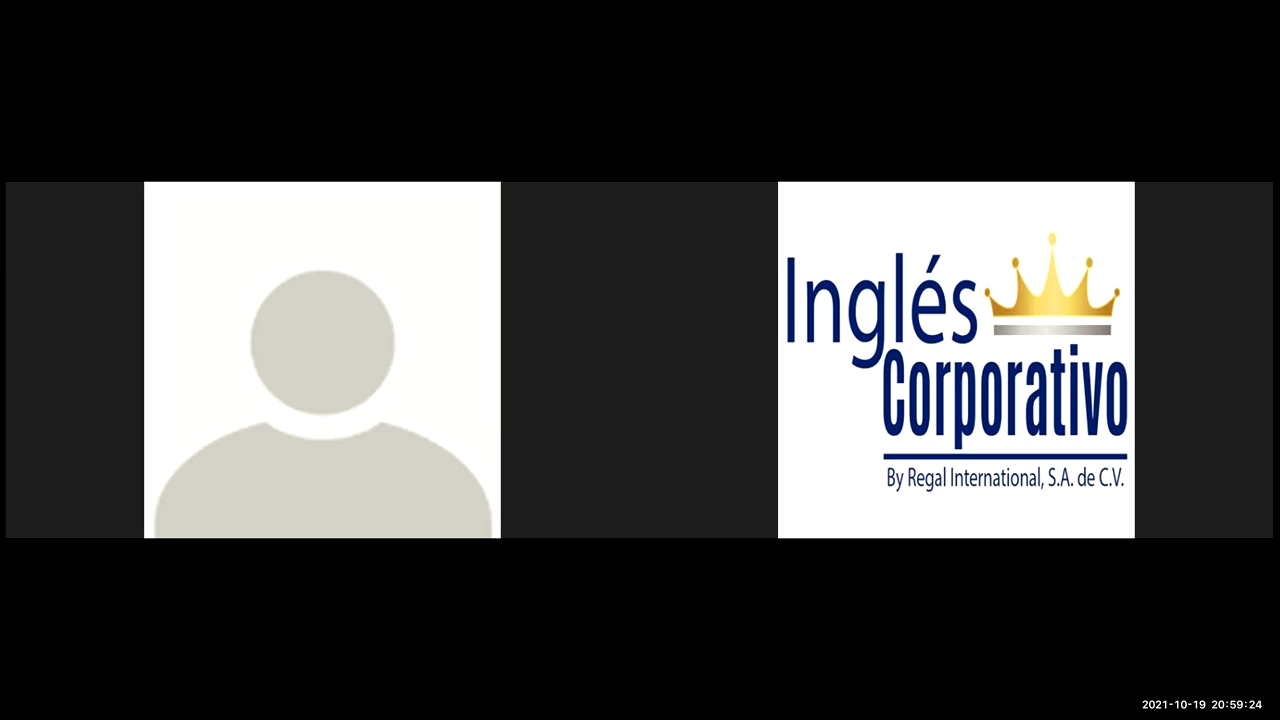 Inglés
Corporativo
By Regal International, S.A. de C.V.
2021-10-19 20:59:24